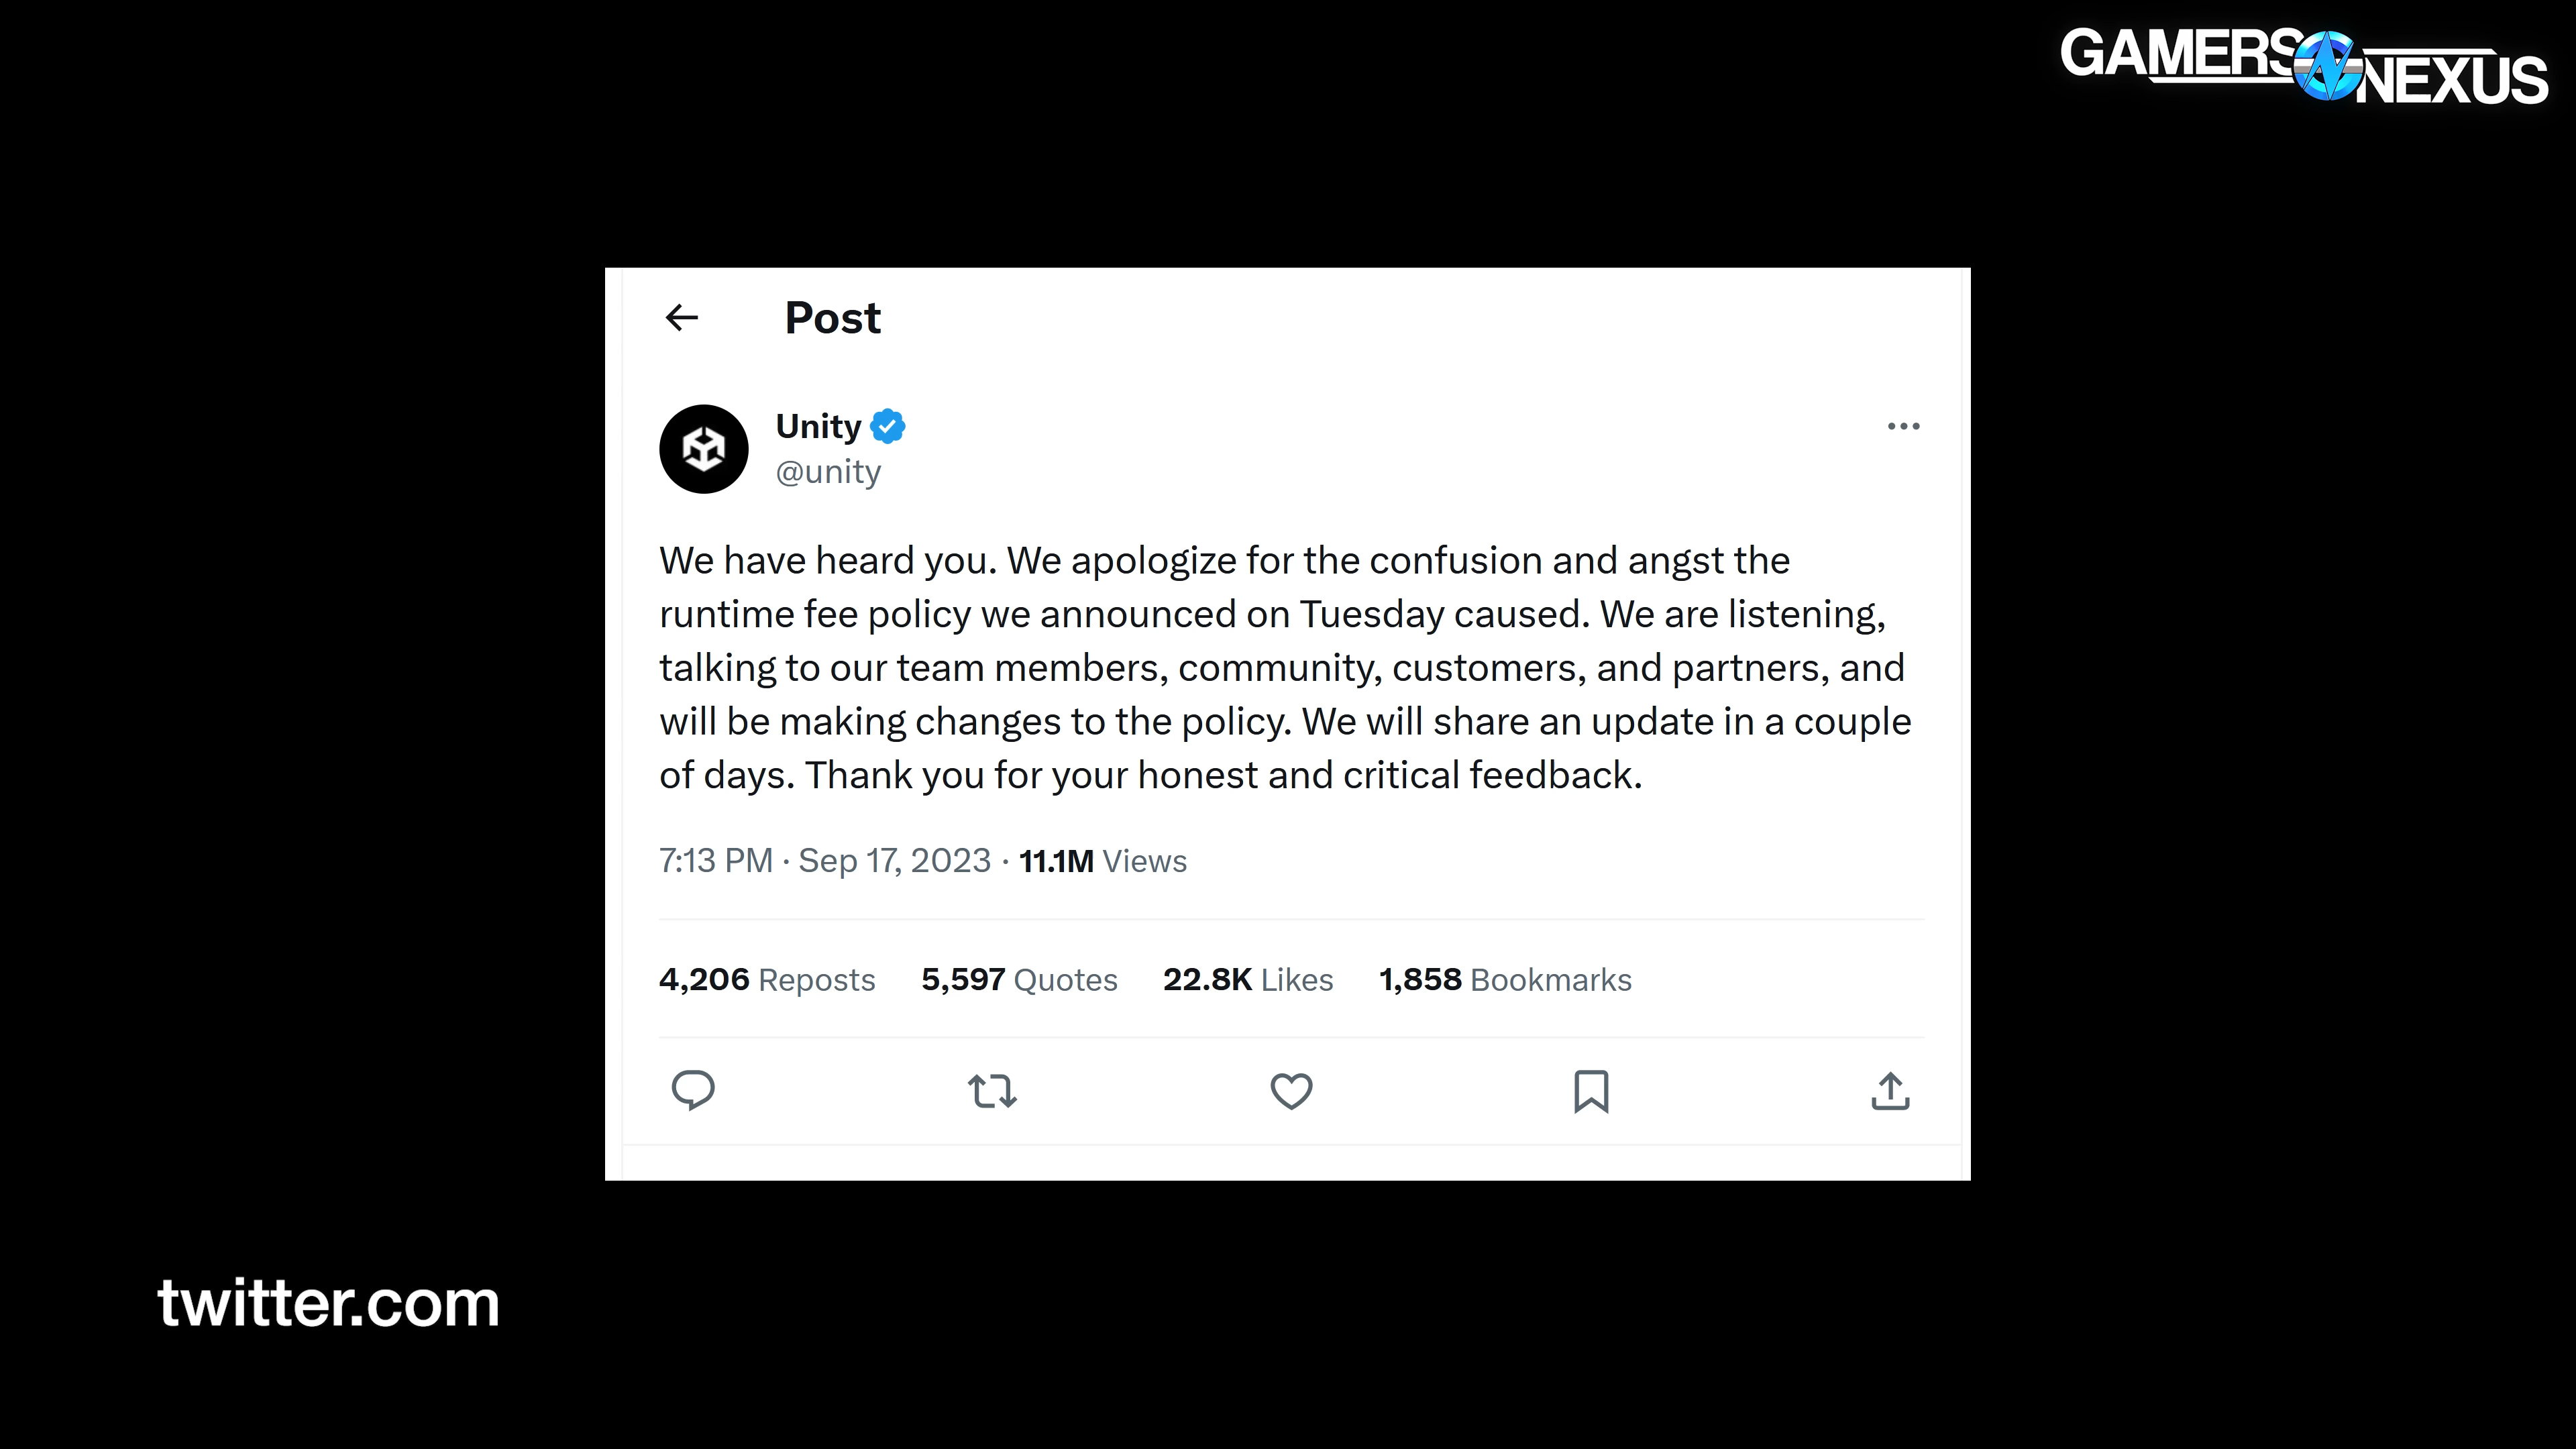 GAMERS NEXUS
Post
Unity
@unity
We have heard you. We apologize for the confusion and angst the
runtime fee policy we announced on Tuesday caused. We are listening,
talking to our team members, community, customers, and partners, and
will be making changes to the policy. We will share an update in a couple
of days. Thank you for your honest and critical feedback.
7:13 PM · Sep 17, 2023 · 11.1M Views
4,206 Reposts 5,597 Quotes 22.8K Likes 1,858 Bookmarks
twitter.com